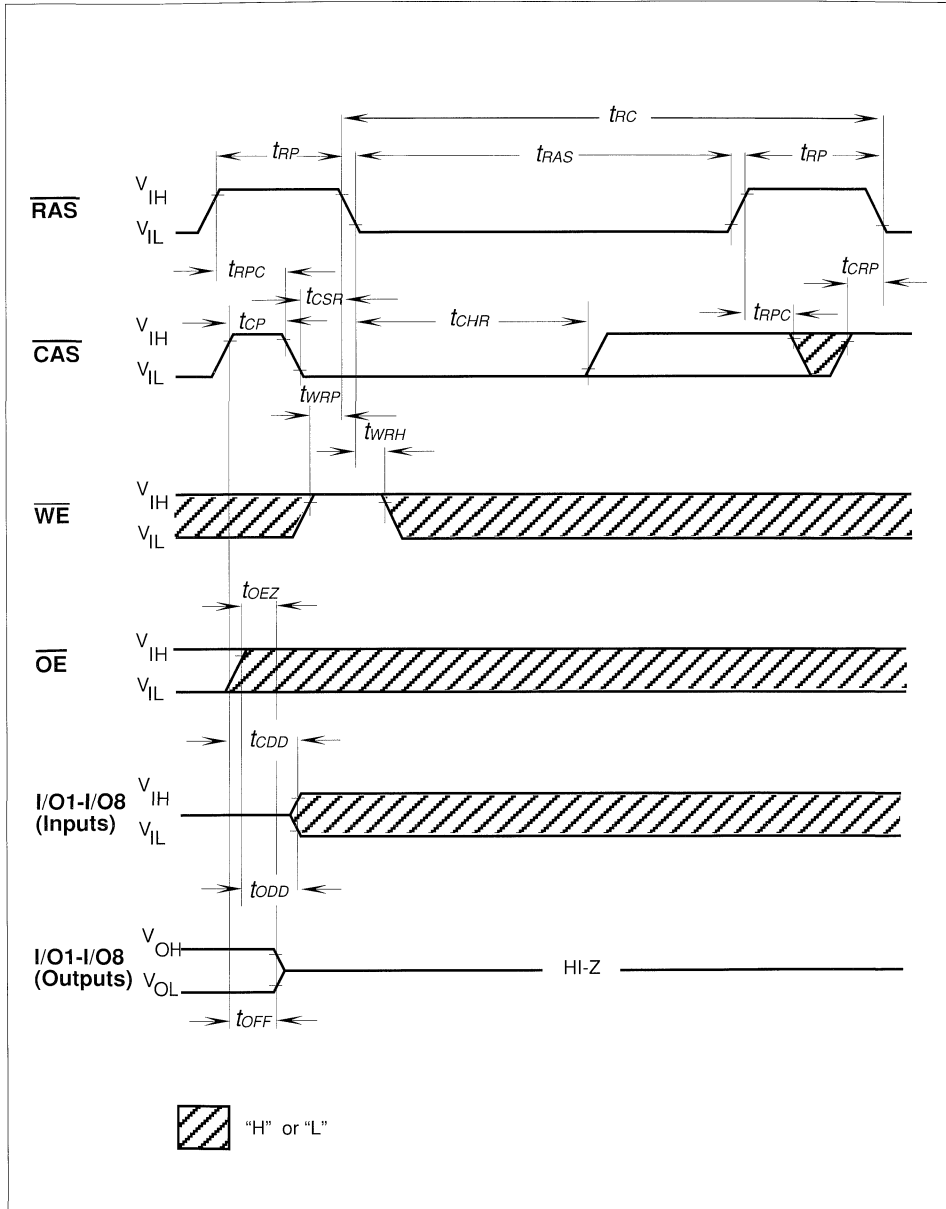 tRC
tRP
tRAS
tRP
RAS
VIH
VIL
tRPC
tCSR
tCRP
tCP
tCHR
tRPC
CAS
VIH
VIL
tWRP
tWRH
WE
VIH
VIL
tOEZ
OE
VIH
VIL
tCDD
I/O1-I/O8
(Inputs)
VIH
VIL
tODD
I/O1-I/O8
(Outputs)
VOH
VOL
HI-Z
tOFF
“H” or “L”